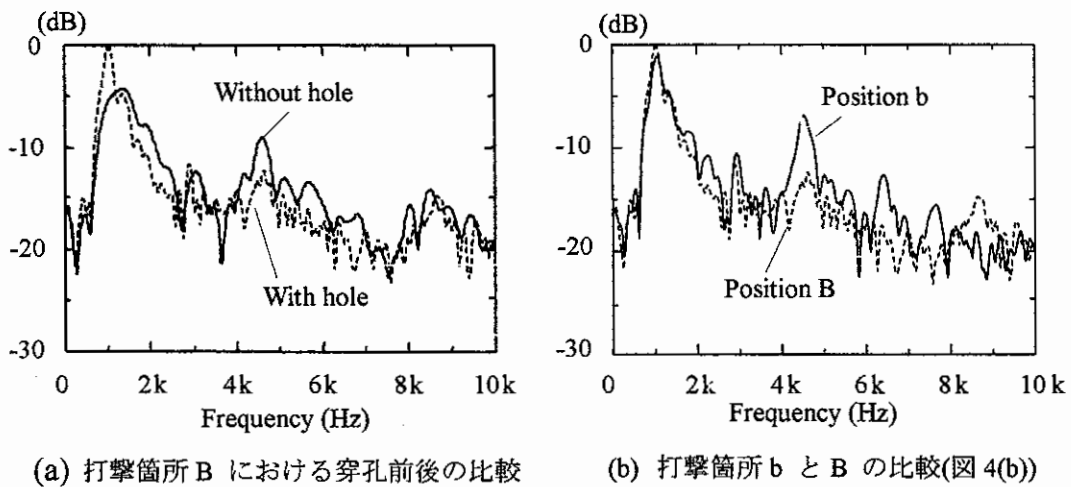 (dB)
0
-10
-20
-30
Without hole
With hole
0 2k 4k 6k 8k 10k
Frequency (Hz)
(a) 打撃箇所 B における穿孔前後の比較
(dB)
0
-10
-20
-30
Position b
Position B
0 2k 4k 6k 8k 10k
Frequency (Hz)
(b) 打撃箇所 b と B の比較(図 4(b))